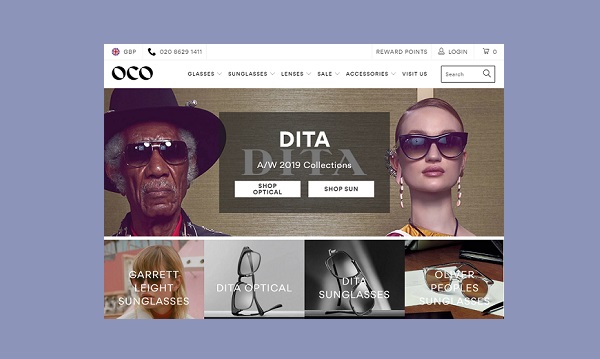 GBP 020 8629 1411 REWARD POINTS LOGIN 0
OCO GLASSES SUNGLASSES LENSES SALE ACCESSORIES VISIT US Search
DITA
DITA
A/W 2019 Collections
SHOP OPTICAL SHOP SUN
GARRETT LEIGHT SUNGLASSES
DITA OPTICAL
DITA SUNGLASSES
OLIVER PEOPLES SUNGLASSES